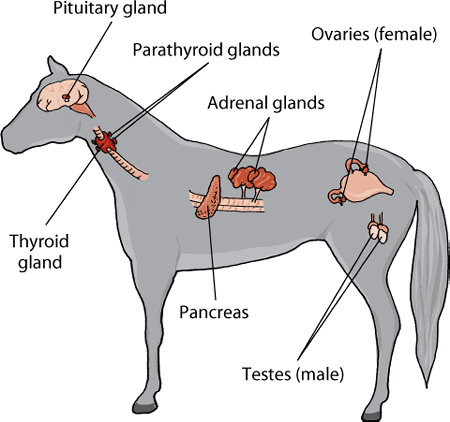 Pituitary gland
Parathyroid glands
Ovaries (female)
Adrenal glands
Thyroid
gland
Pancreas
Testes (male)